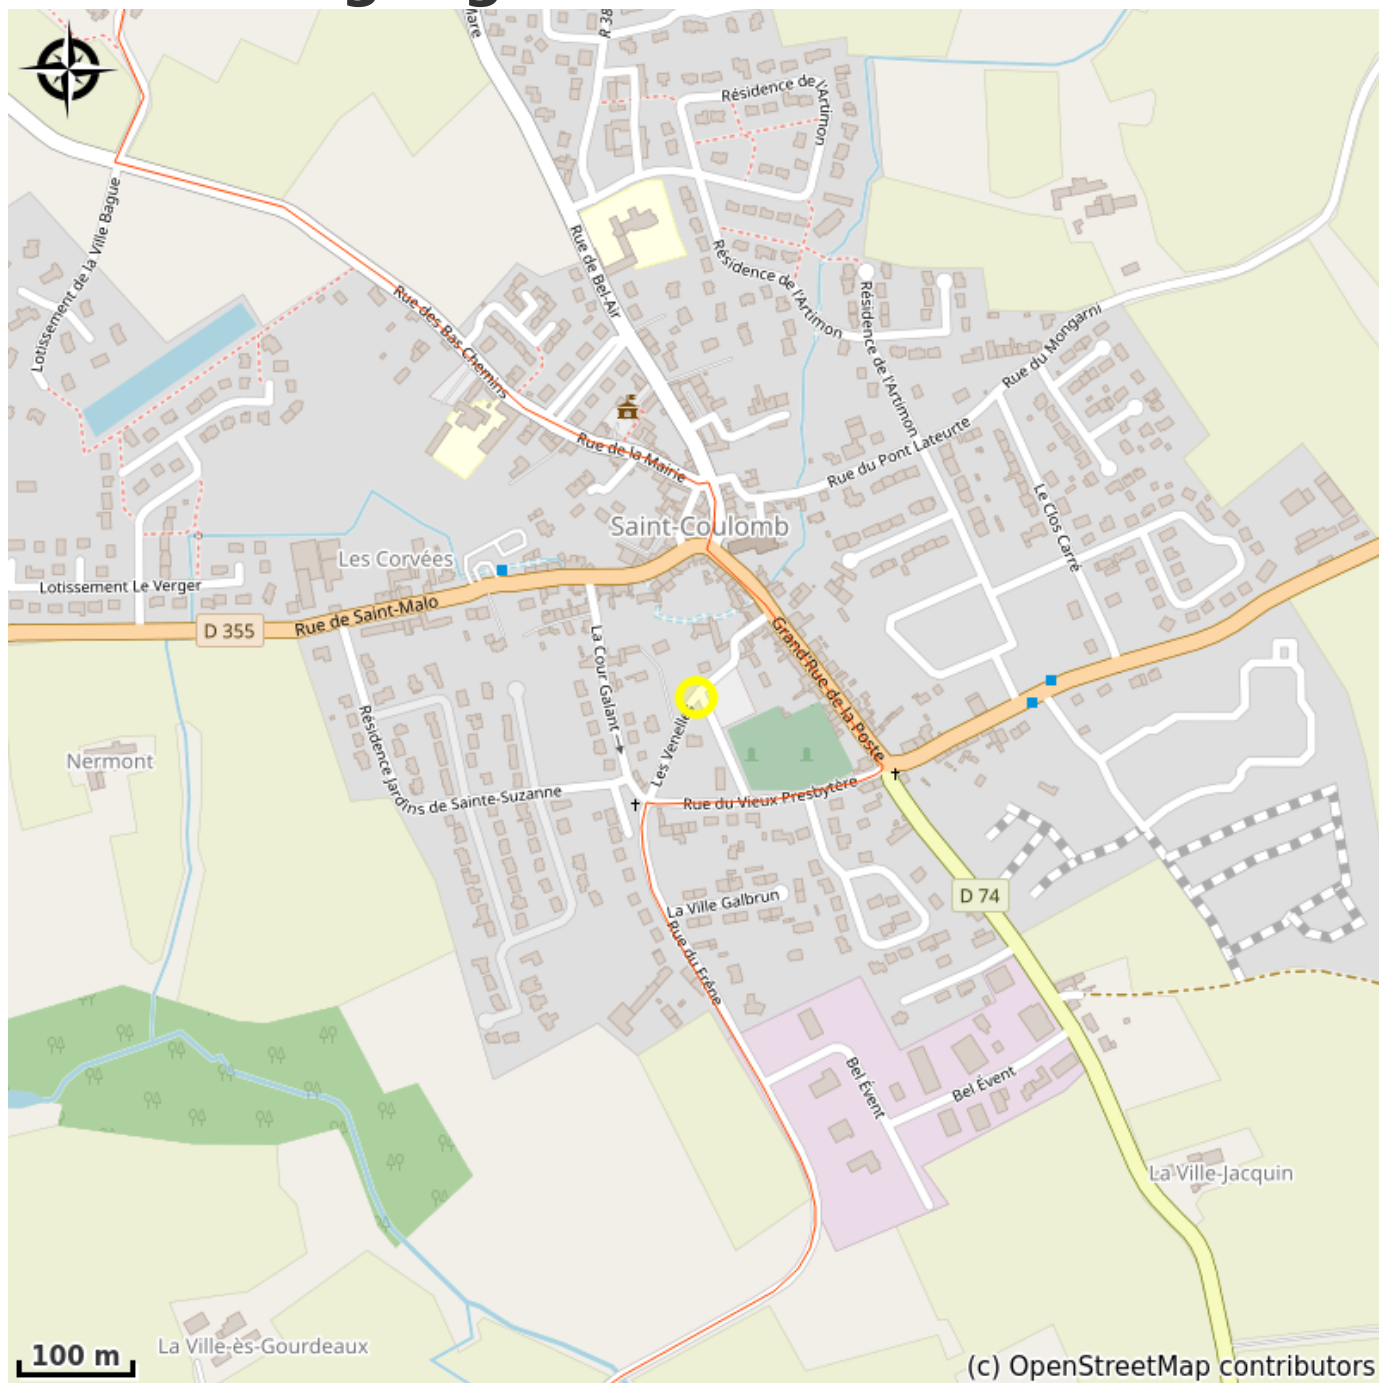 Mare
R 38
Résidence de l'Artimon
Lotissement de la Ville Bague
Rue de Bel-Air
Résidence de l'Artimon
Rue des Bas Chemins
Résidence de l'Artimon
Rue du Mongarni
Rue de la Mairie
Rue du Pont Lateurte
Le Clos Carré
Saint-Coulomb
Les Corvées
Lotissement Le Verger
D 355
Rue de Saint-Malo
La Cour Galant
Grand'Rue de la Poste
Les Venelles
Résidence Jardins de Sainte-Suzanne
Nermont
Rue du Vieux Presbytère
D 74
La Ville Galbrun
Rue du Frêne
Bel Évent
Bel Évent
La Ville-Jacquin
La Ville-ès-Gourdeaux
100 m
(c) OpenStreetMap contributors